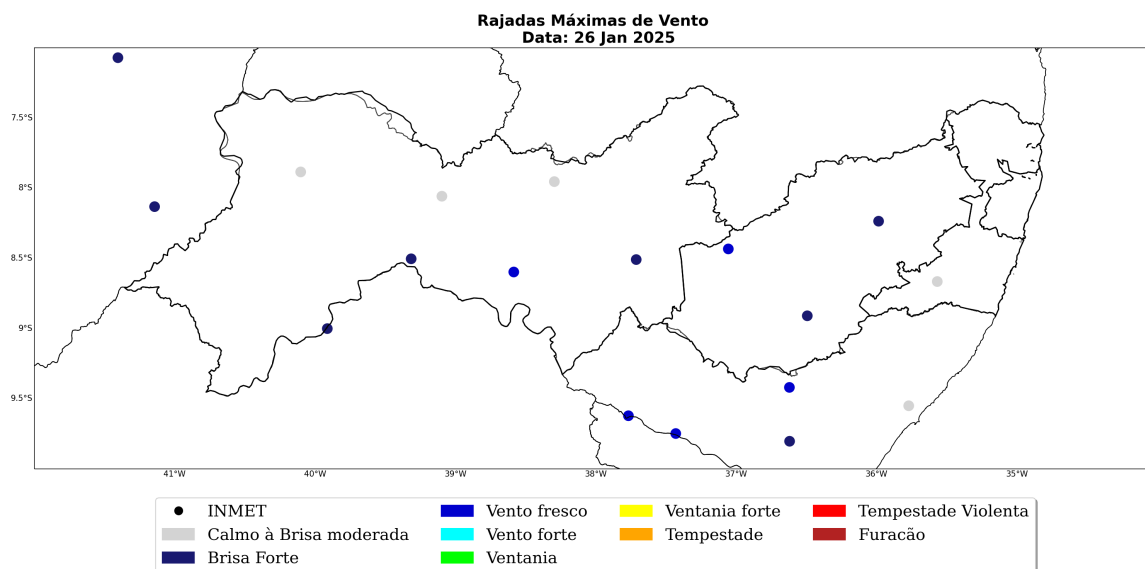 Rajadas Máximas de Vento
Data: 26 Jan 2025
7.5°S
8°S
8.5°S
9°S
9.5°S
41°W
40°W
39°W
38°W
37°W
36°W
35°W
INMET
Calmo à Brisa moderada
Brisa Forte
Vento fresco
Vento forte
Ventania
Ventania forte
Tempestade
Tempestade Violenta
Furacão